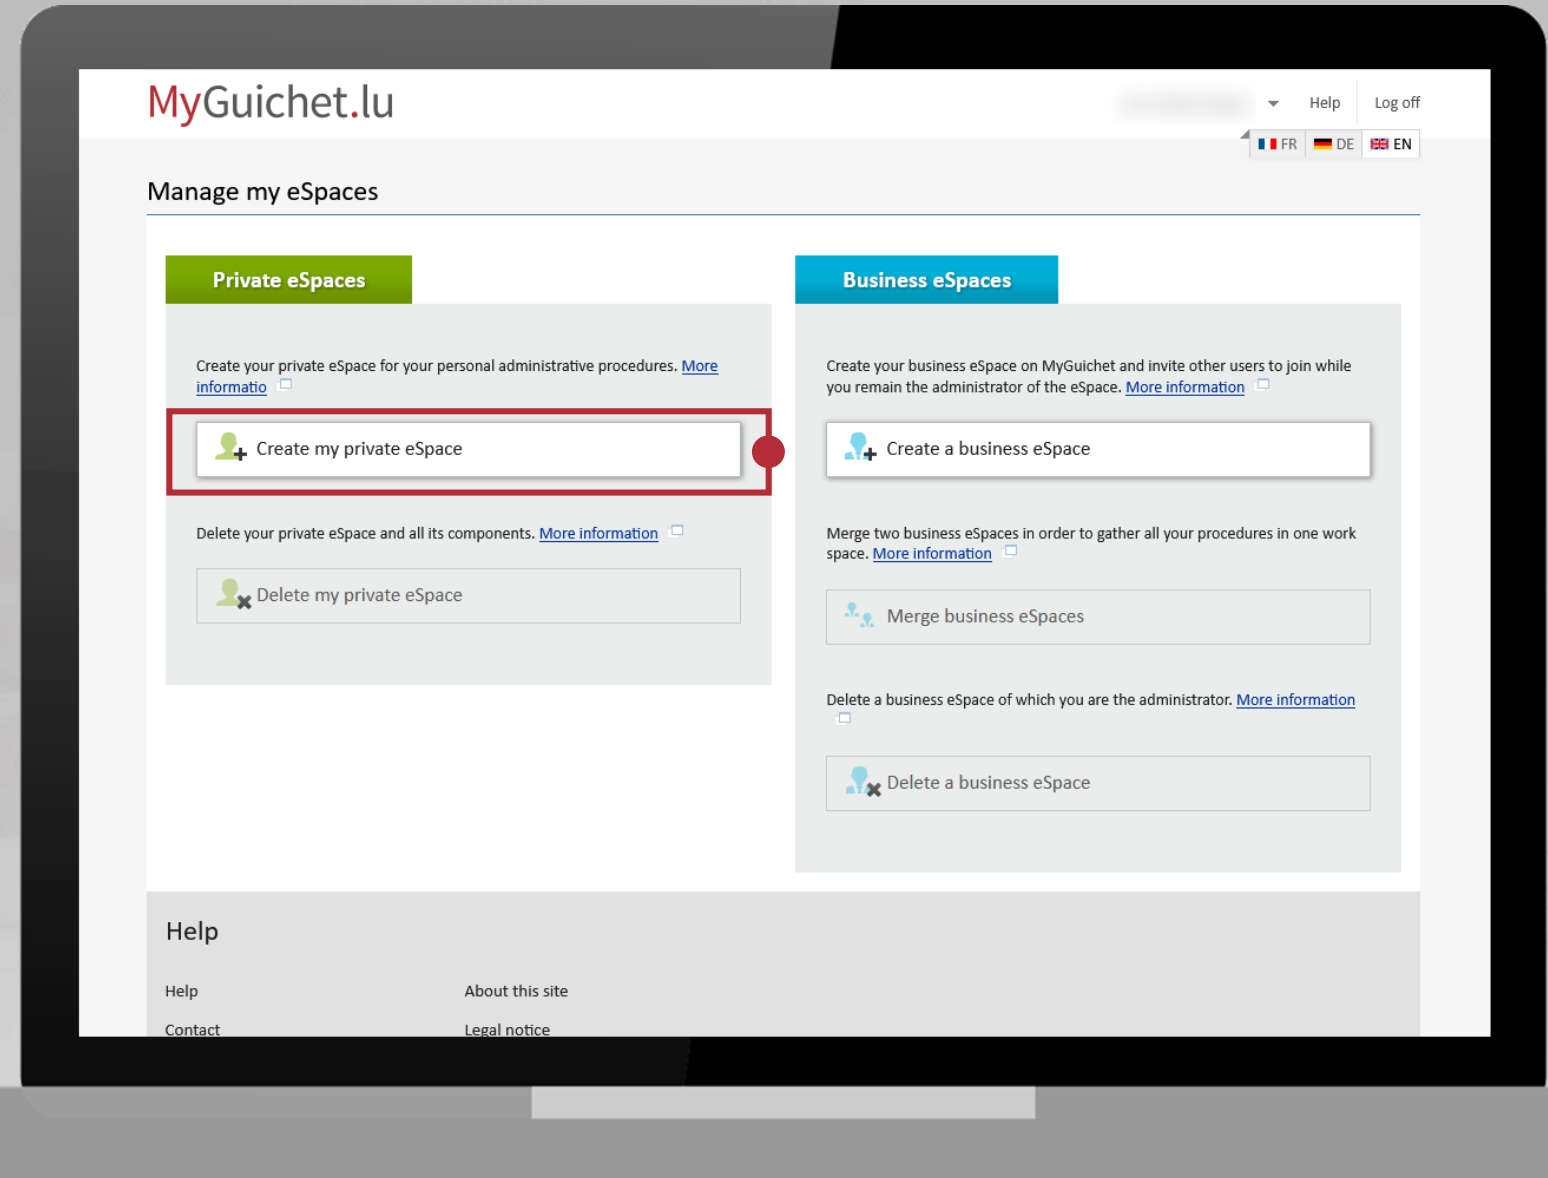 MyGuichet.lu
Help
Log off
FR
DE
EN
Manage my eSpaces
Private eSpaces
Create your private eSpace for your personal administrative procedures. More
informatio
Create my private eSpace
Delete your private eSpace and all its components. More information
Delete my private eSpace
Business eSpaces
Create your business eSpace on MyGuichet and invite other users to join while
you remain the administrator of the eSpace. More information
Create a business eSpace
Merge two business eSpaces in order to gather all your procedures in one work
space. More information
Merge business eSpaces
Delete a business eSpace of which you are the administrator. More information
Delete a business eSpace
Help
Help
About this site
Contact
Legal notice